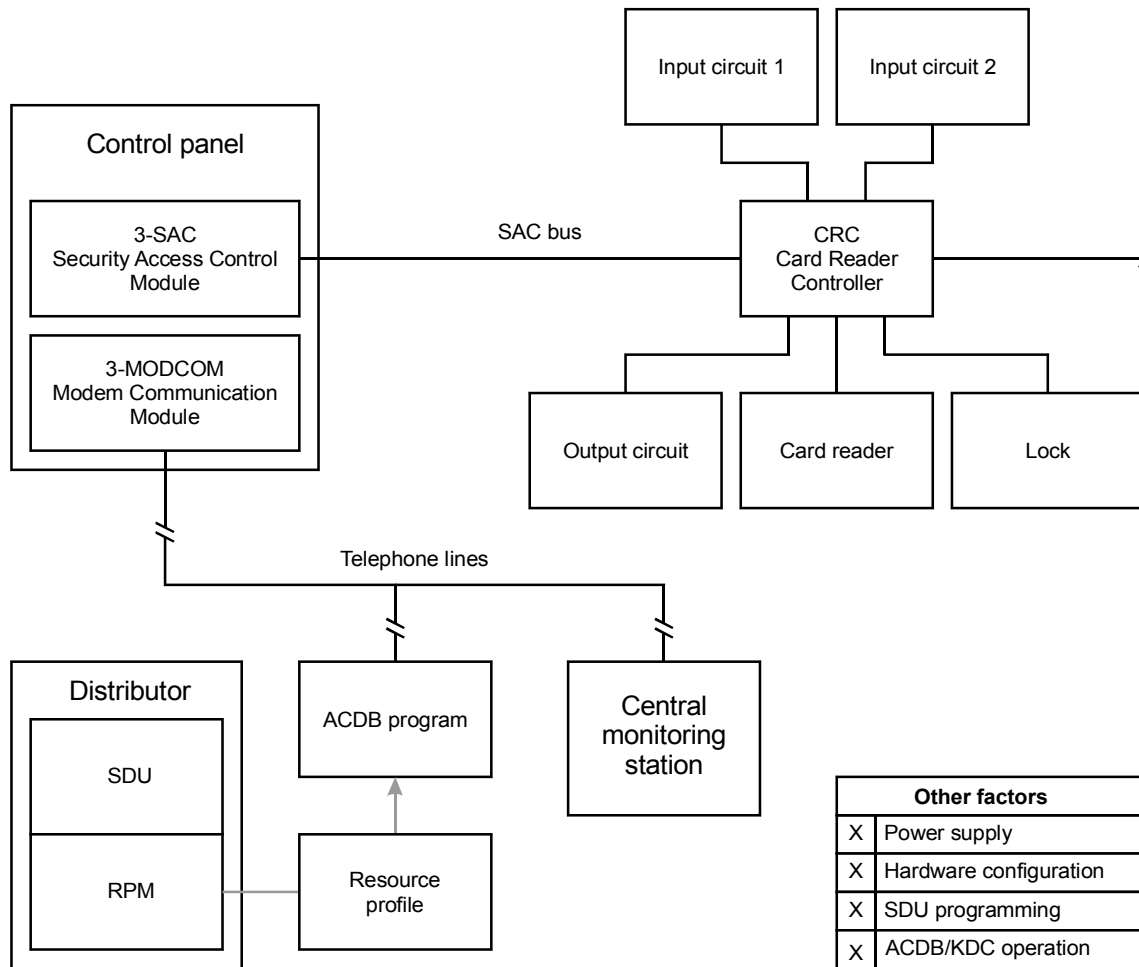 Input circuit 1
Input circuit 2
Control panel
3-SAC
Security Access Control
Module
SAC bus
CRC
Card Reader
Controller
3-MODCOM
Modem Communication
Module
Output circuit
Card reader
Lock
Telephone lines
Distributor
SDU
RPM
ACDB program
Resource
profile
Central
monitoring
station
Other factors
X Power supply
X Hardware configuration
X SDU programming
X ACDB/KDC operation